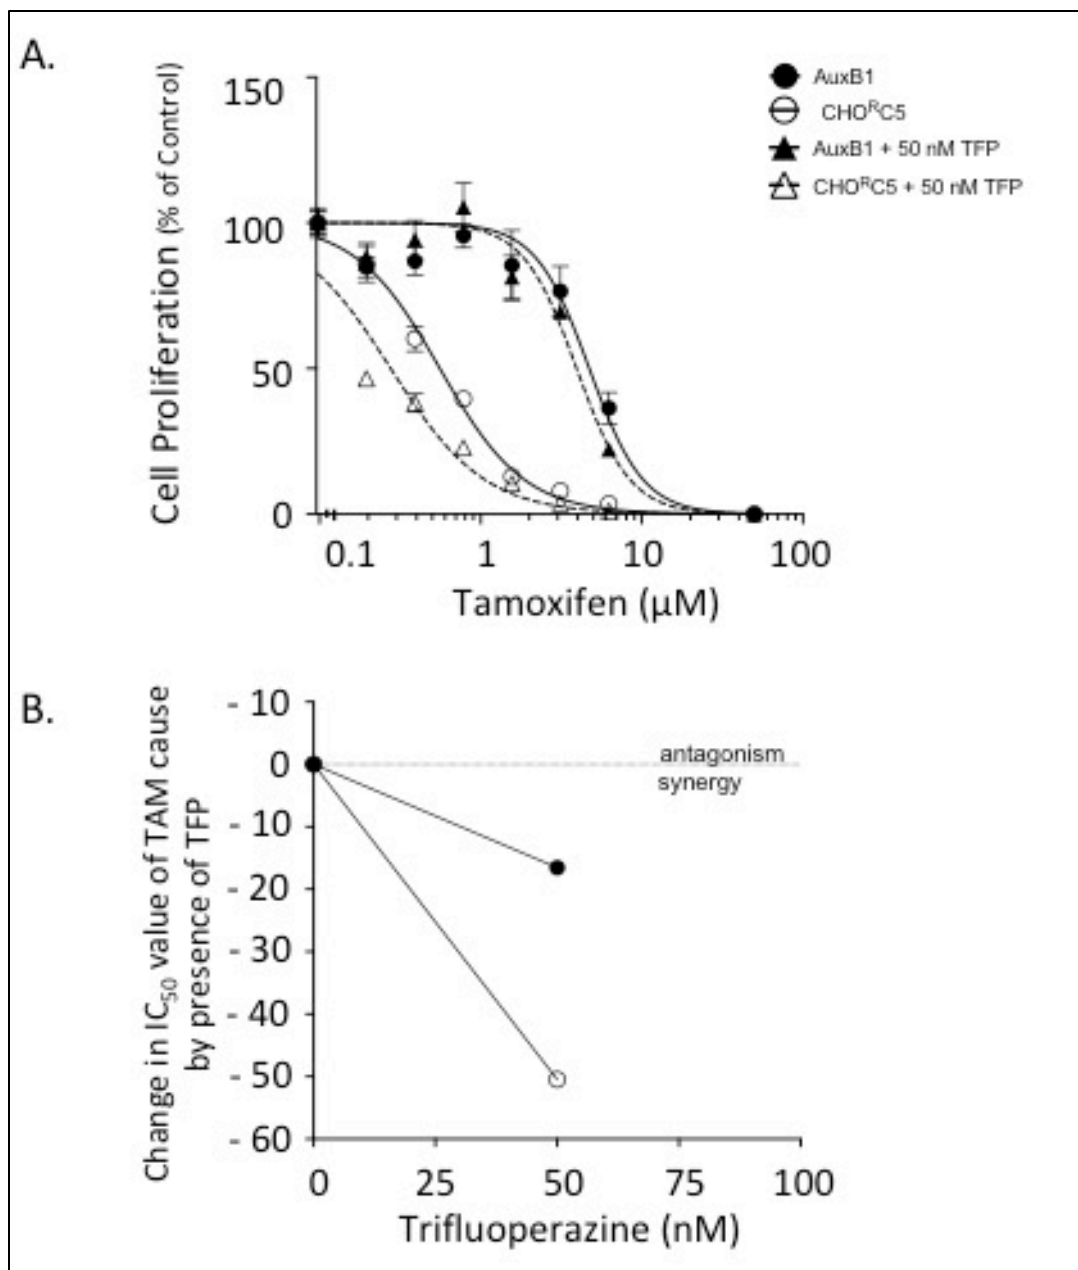 A.
Cell Proliferation (% of Control)
150
100
50
0
0.1
1
10
100
Tamoxifen (µM)
AuxB1
CHOᴿC5
AuxB1 + 50 nM TFP
CHOᴿC5 + 50 nM TFP
B.
Change in IC₅₀ value of TAM cause
by presence of TFP
- 10
0
- 10
- 20
- 30
- 40
- 50
- 60
antagonism
synergy
0
25
50
75
100
Trifluoperazine (nM)